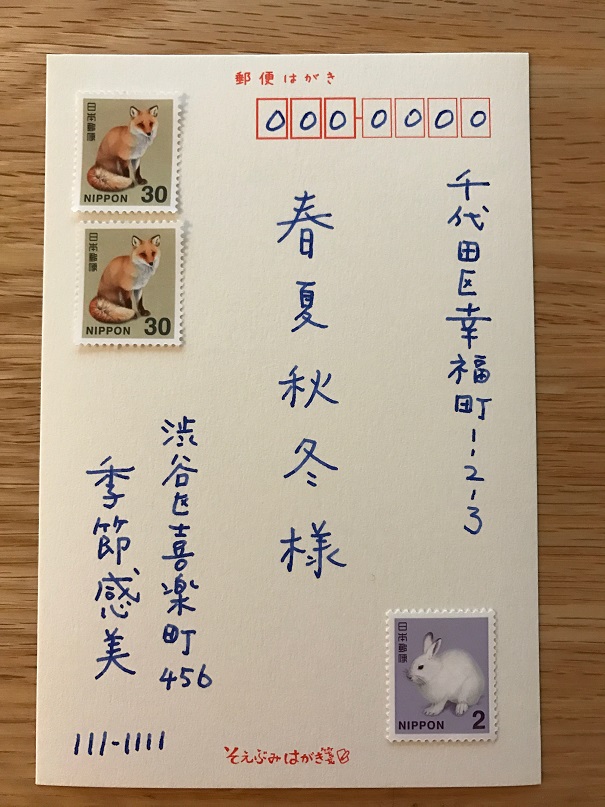 郵便はがき
000-0000
千代田区幸福町1-2-3
春夏秋冬様
渋谷区喜楽町456
季節感美
111-1111
日本郵便
NIPPON 30
日本郵便
NIPPON 30
日本郵便
NIPPON 2
そえぶみはがき箋